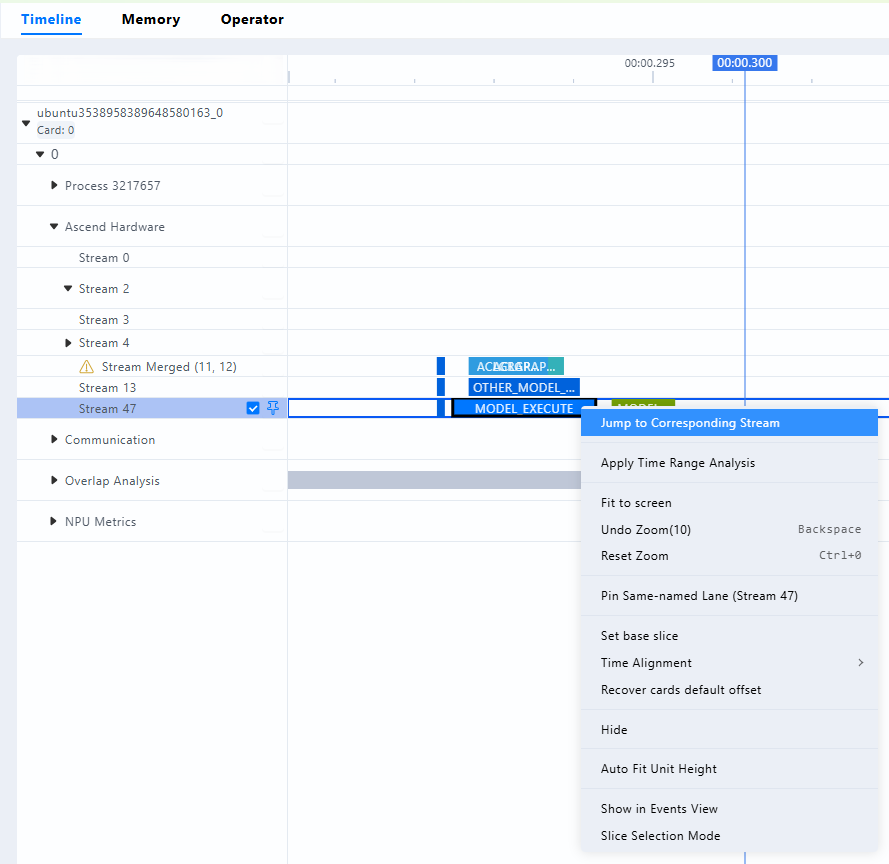 Timeline Memory Operator
00:00.295 00:00.300
ubuntu3538958389648580163_0
Card: 0
0
Process 3217657
Ascend Hardware
Stream 0
Stream 2
Stream 3
Stream 4
Stream Merged (11, 12)
Stream 13 OTHER_MODEL_...
Stream 47 MODEL_EXECUTE
Communication
Overlap Analysis
NPU Metrics
Jump to Corresponding Stream
Apply Time Range Analysis
Fit to screen
Undo Zoom(10) Backspace
Reset Zoom Ctrl+0
Pin Same-named Lane (Stream 47)
Set base slice
Time Alignment
Recover cards default offset
Hide
Auto Fit Unit Height
Show in Events View
Slice Selection Mode